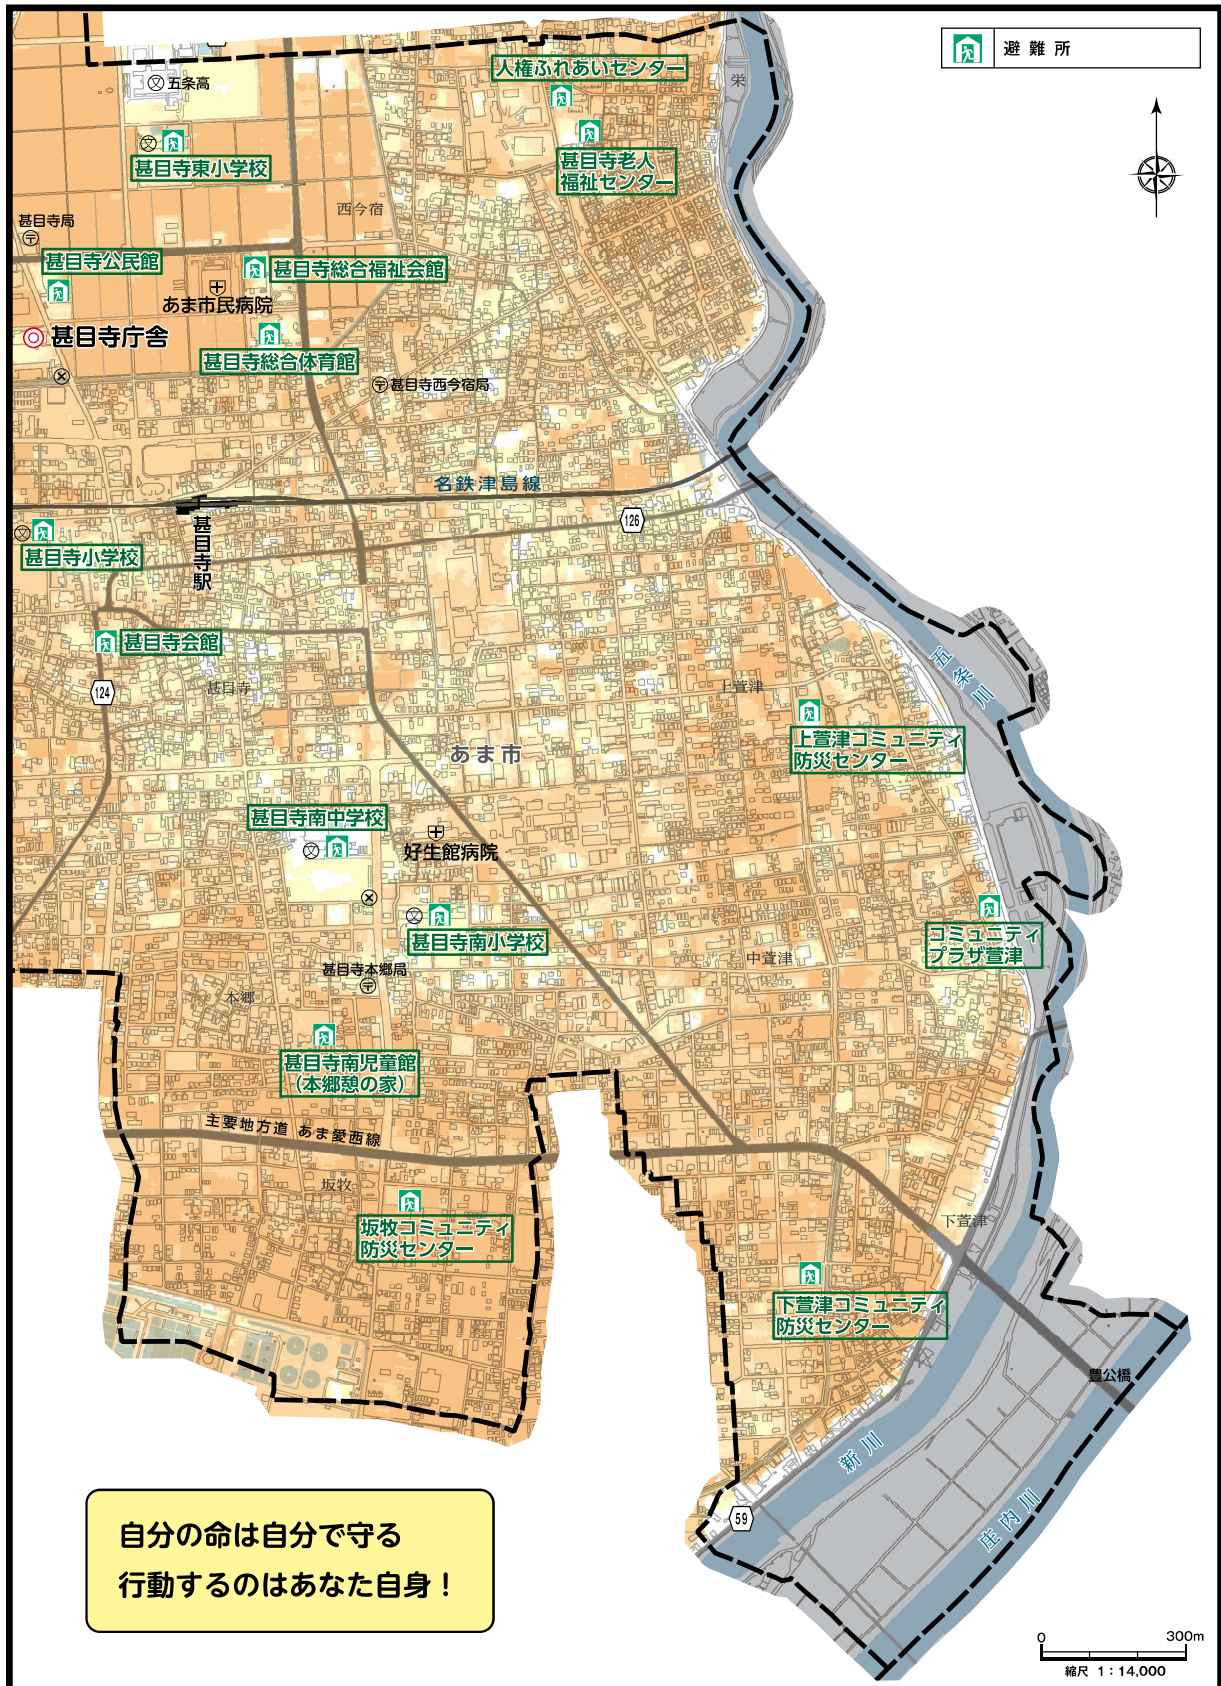 避難所
栄
人権ふれあいセンター
五条高
甚目寺東小学校
甚目寺老人
福祉センター
西今宿
甚目寺局
甚目寺公民館
甚目寺総合福祉会館
あま市民病院
甚目寺庁舎
甚目寺総合体育館
甚目寺西今宿局
名鉄津島線
126
甚目寺駅
甚目寺小学校
甚目寺会館
五条川
124
甚目寺
上萱津
上萱津コミュニティ
防災センター
あま市
甚目寺南中学校
好生館病院
甚目寺南小学校
コミュニティ
プラザ萱津
中萱津
甚目寺本郷局
本郷
甚目寺南児童館
(本郷憩の家)
主要地方道 あま愛西線
坂牧
坂牧コミュニティ
防災センター
下萱津
下萱津コミュニティ
防災センター
豊公橋
新川
59
庄内川
自分の命は自分で守る
行動するのはあなた自身！
0 300m
縮尺 1：14,000